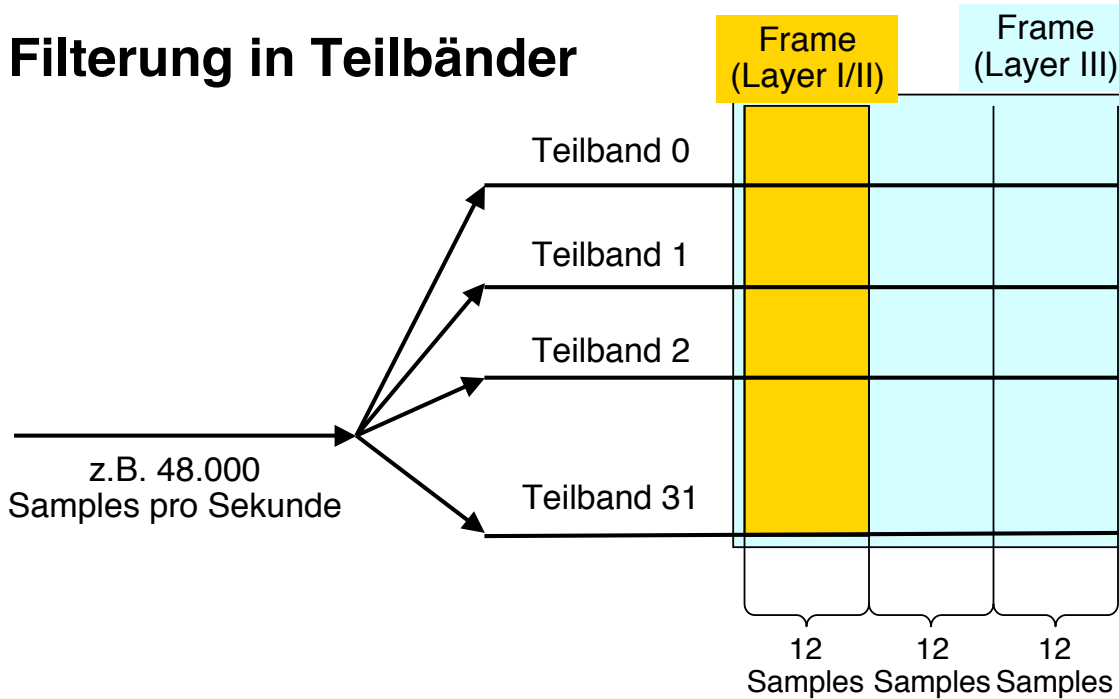 Filterung in Teilbänder
Frame
(Layer I/II)
Frame
(Layer III)
Teilband 0
Teilband 1
Teilband 2
z.B. 48.000
Samples pro Sekunde
Teilband 31
12
Samples
12
Samples
12
Samples